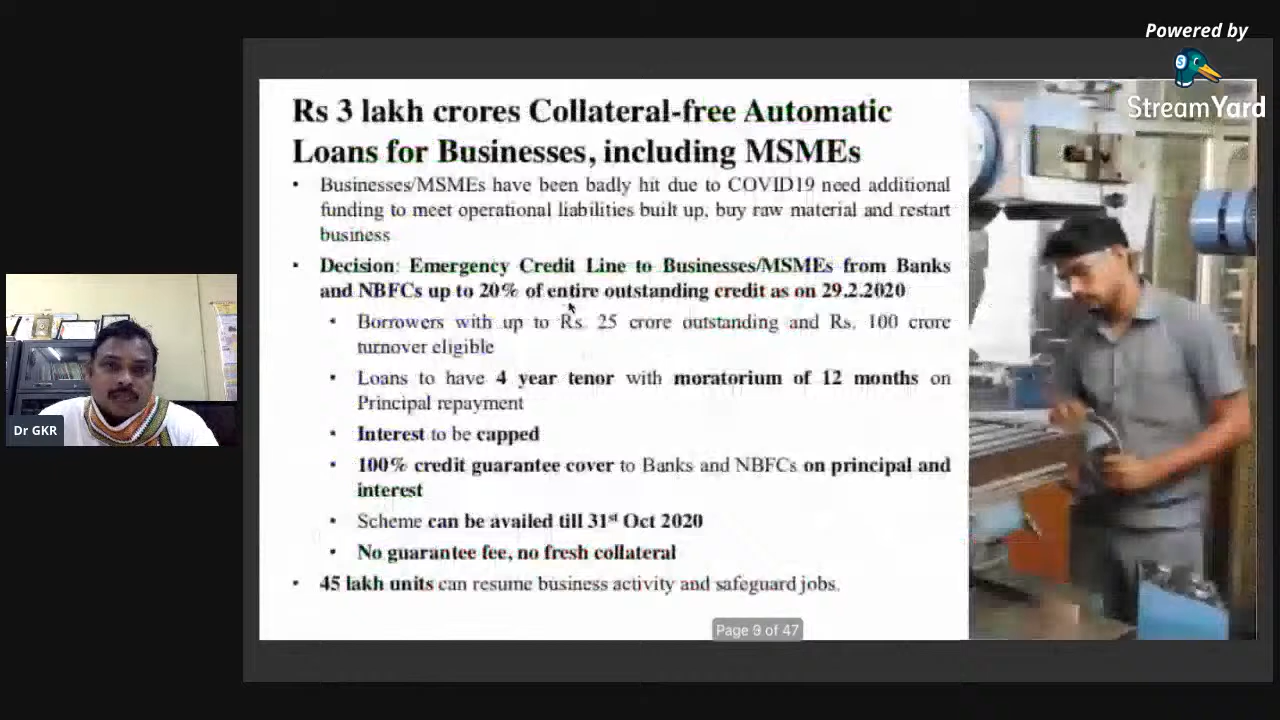 Powered by
StreamYard
Rs 3 lakh crores Collateral-free Automatic
Loans for Businesses, including MSMEs
• Businesses/MSMEs have been badly hit due to COVID19 need additional
funding to meet operational liabilities built up, buy raw material and restart
business
• Decision: Emergency Credit Line to Businesses/MSMEs from Banks
and NBFCs up to 20% of entire outstanding credit as on 29.2.2020
• Borrowers with up to Rs. 25 crore outstanding and Rs. 100 crore
turnover eligible
• Loans to have 4 year tenor with moratorium of 12 months on
Principal repayment
• Interest to be capped
• 100% credit guarantee cover to Banks and NBFCs on principal and
interest
• Scheme can be availed till 31st Oct 2020
• No guarantee fee, no fresh collateral
• 45 lakh units can resume business activity and safeguard jobs.
Page 9 of 47
Dr GKR